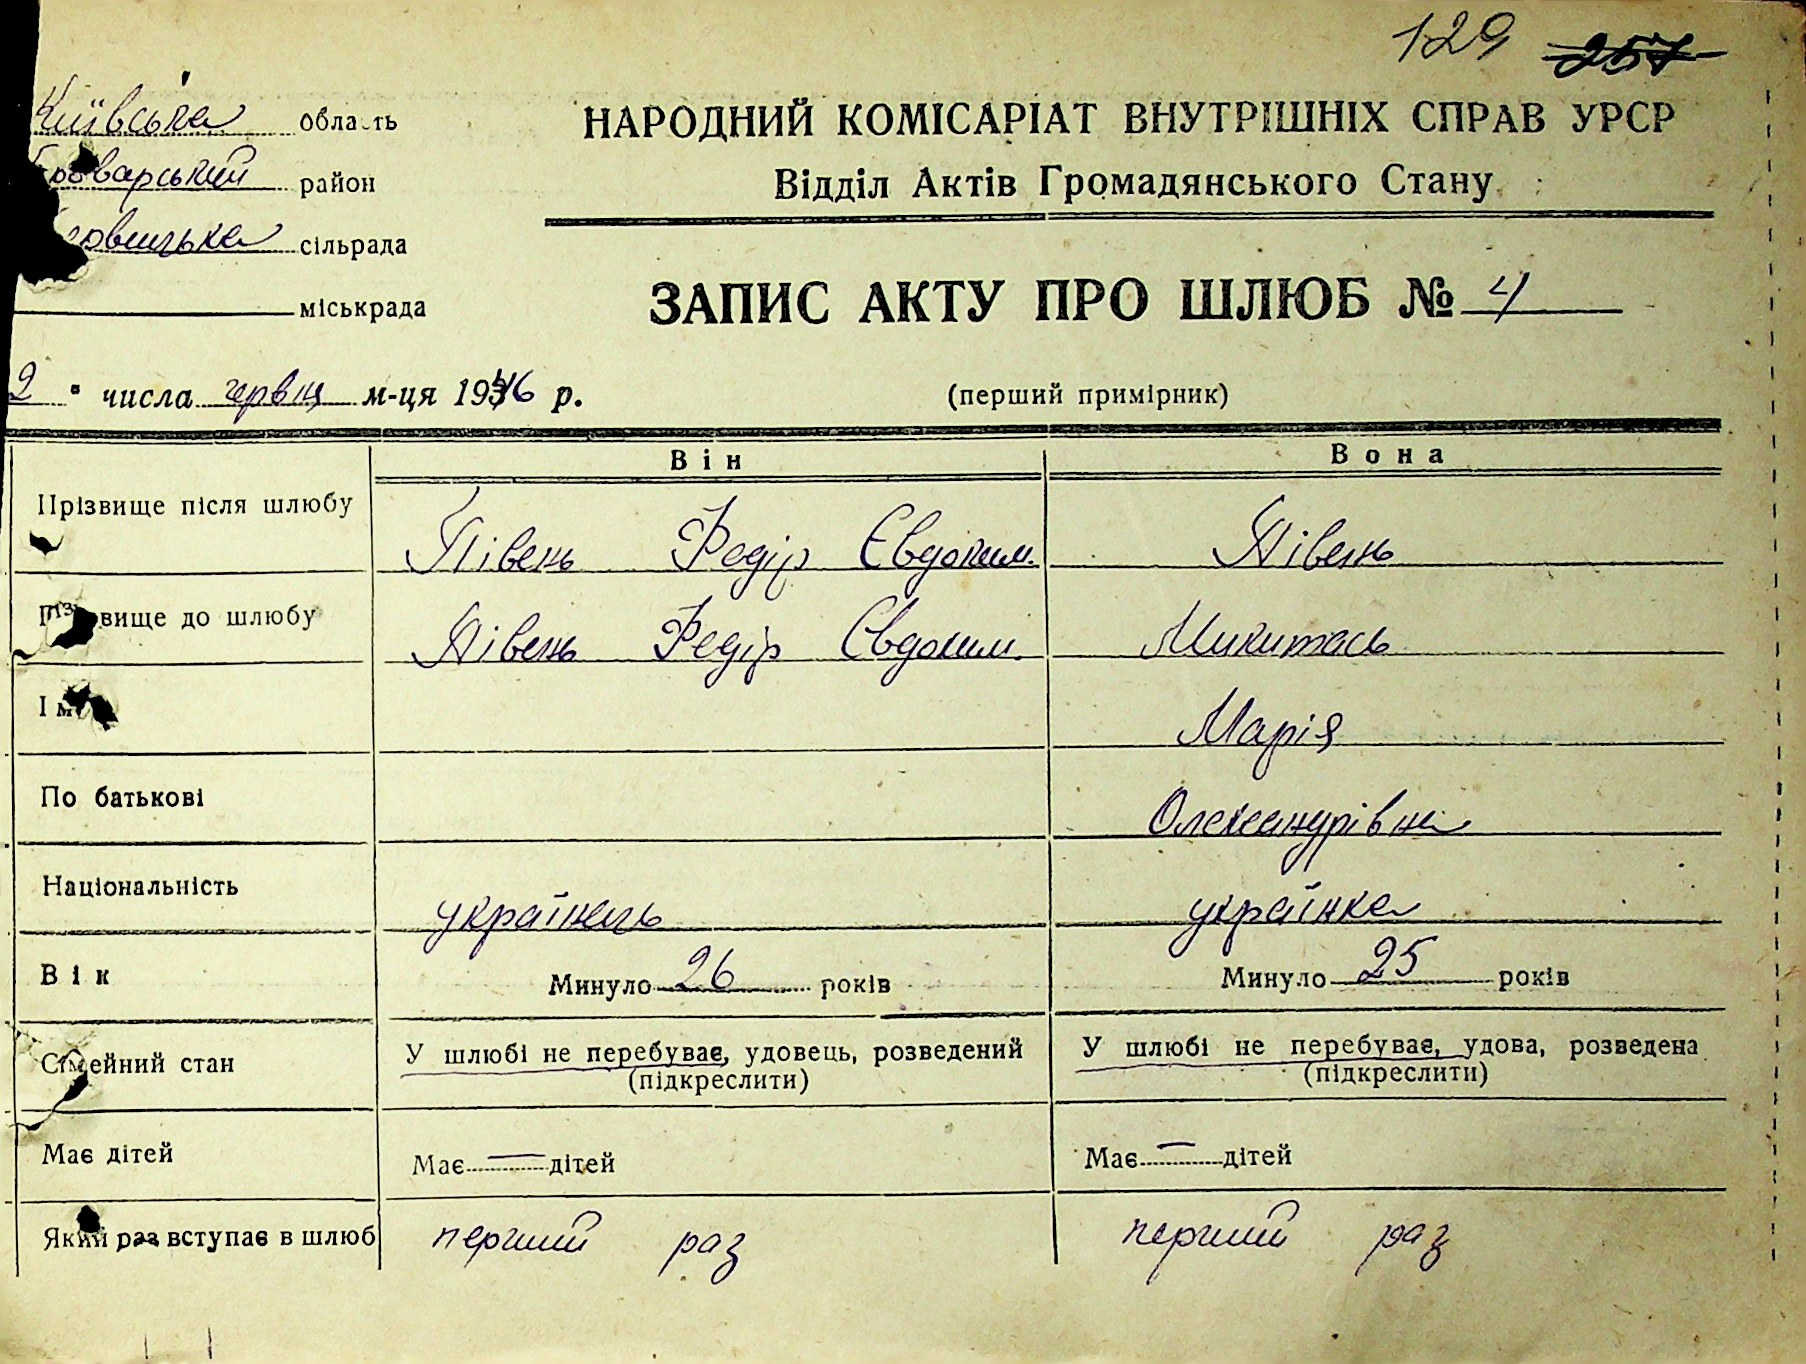 129 257
Київська область
Броварський район
сільрада
міськрада
НАРОДНИЙ КОМІСАРІАТ ВНУТРІШНІХ СПРАВ УРСР
Відділ Актів Громадянського Стану
ЗАПИС АКТУ ПРО ШЛЮБ № 4
2 " числа червця м-ця 1946 р.
(перший примірник)
Він Вона
Прізвище після шлюбу Півень Федір Євдоким. Півень
Прізвище до шлюбу Півень Федір Євдоким. Микитась
Ім Марія
По батькові Олександрівна
Національність українець українка
Вік Минуло 26 років Минуло 25 років
Сімейний стан У шлюбі не перебуває, удовець, розведений У шлюбі не перебуває, удова, розведена
(підкреслити) (підкреслити)
Має дітей Має — дітей Має — дітей
Який раз вступає в шлюб перший раз перший раз